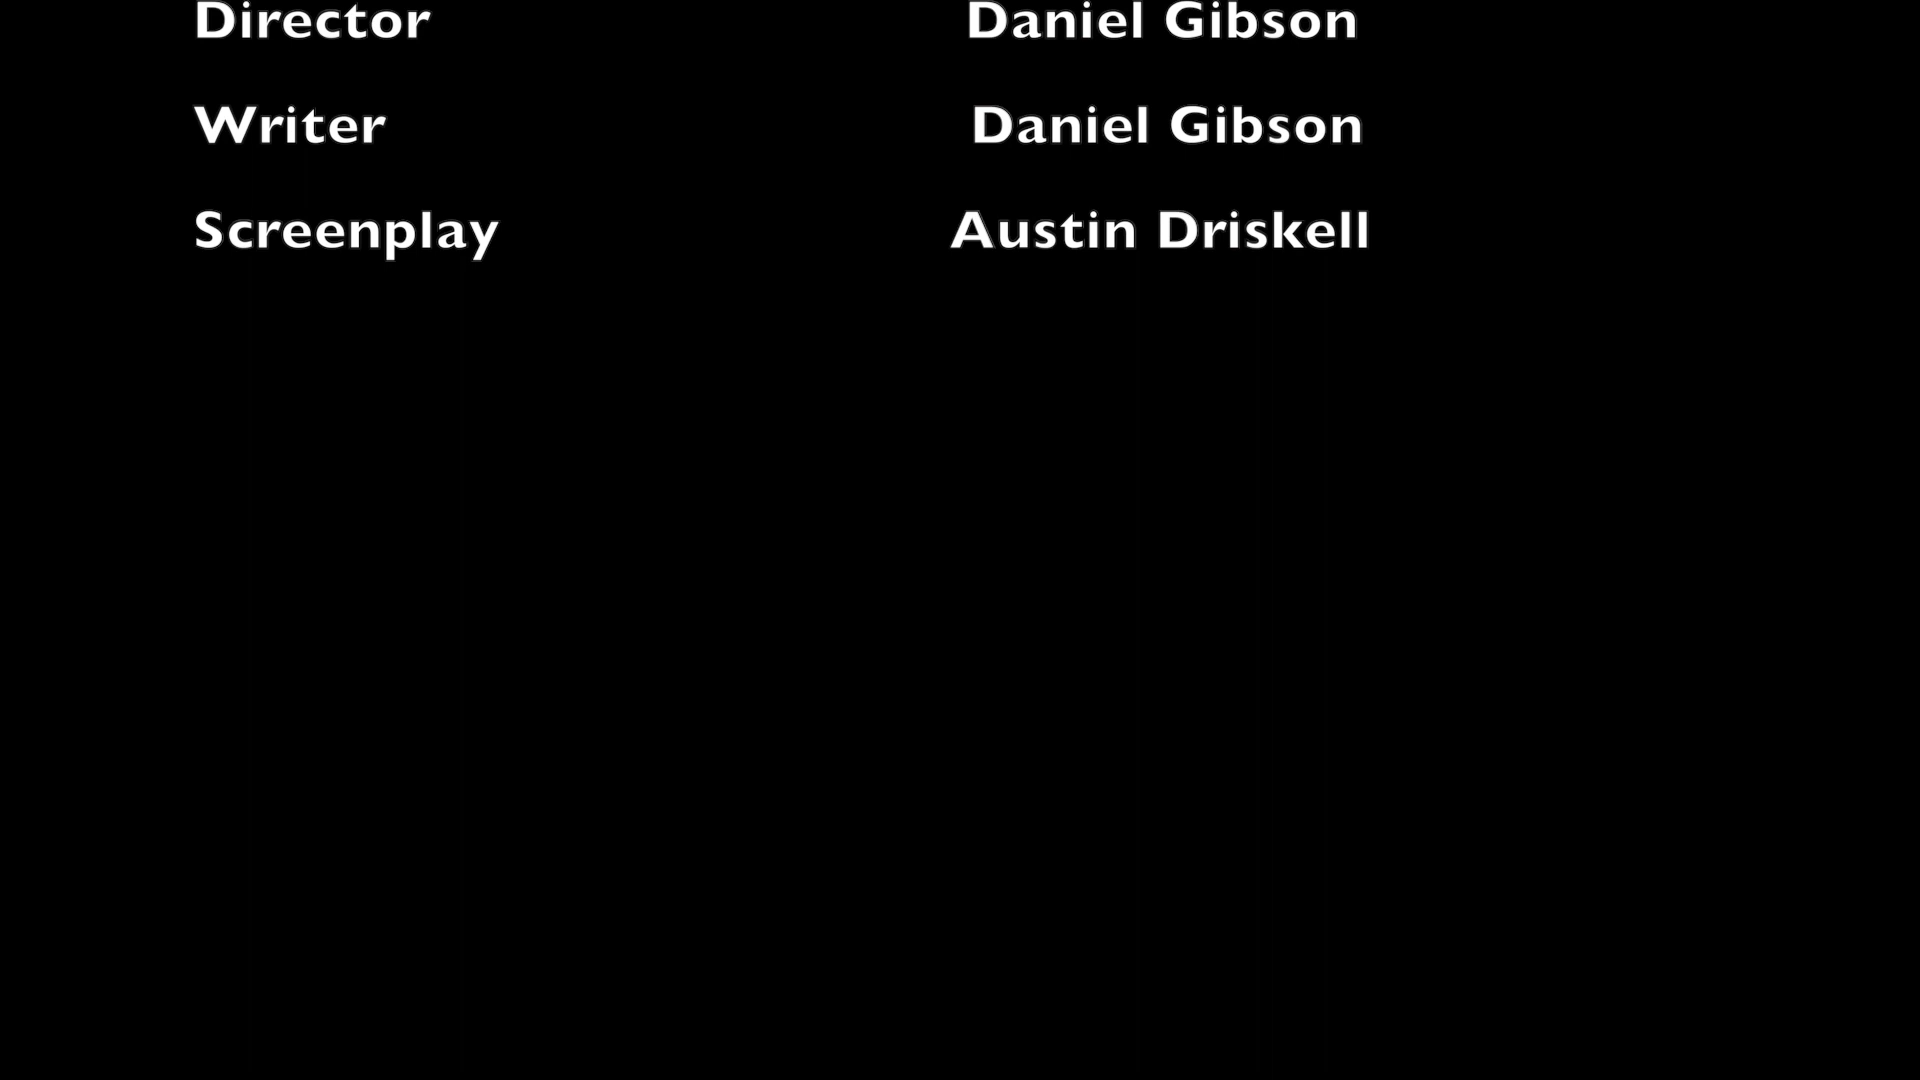 Director Daniel Gibson
Writer Daniel Gibson
Screenplay Austin Driskell